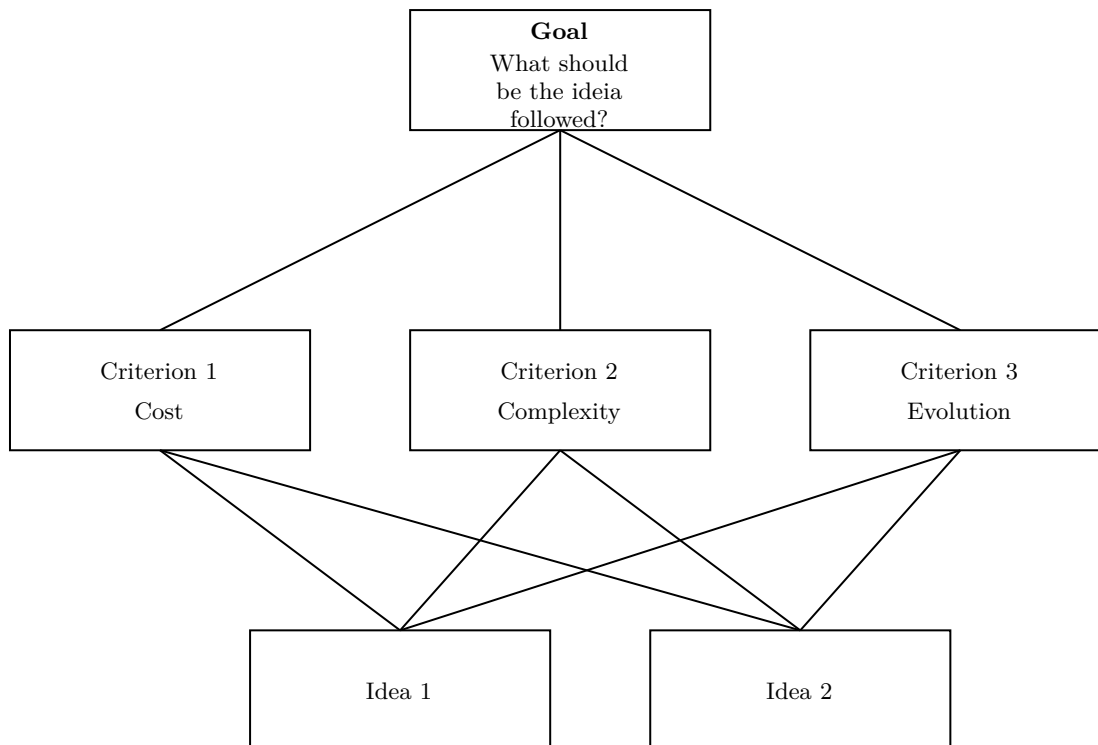 Goal
What should
be the ideia
followed?
Criterion 1
Cost
Criterion 2
Complexity
Criterion 3
Evolution
Idea 1
Idea 2